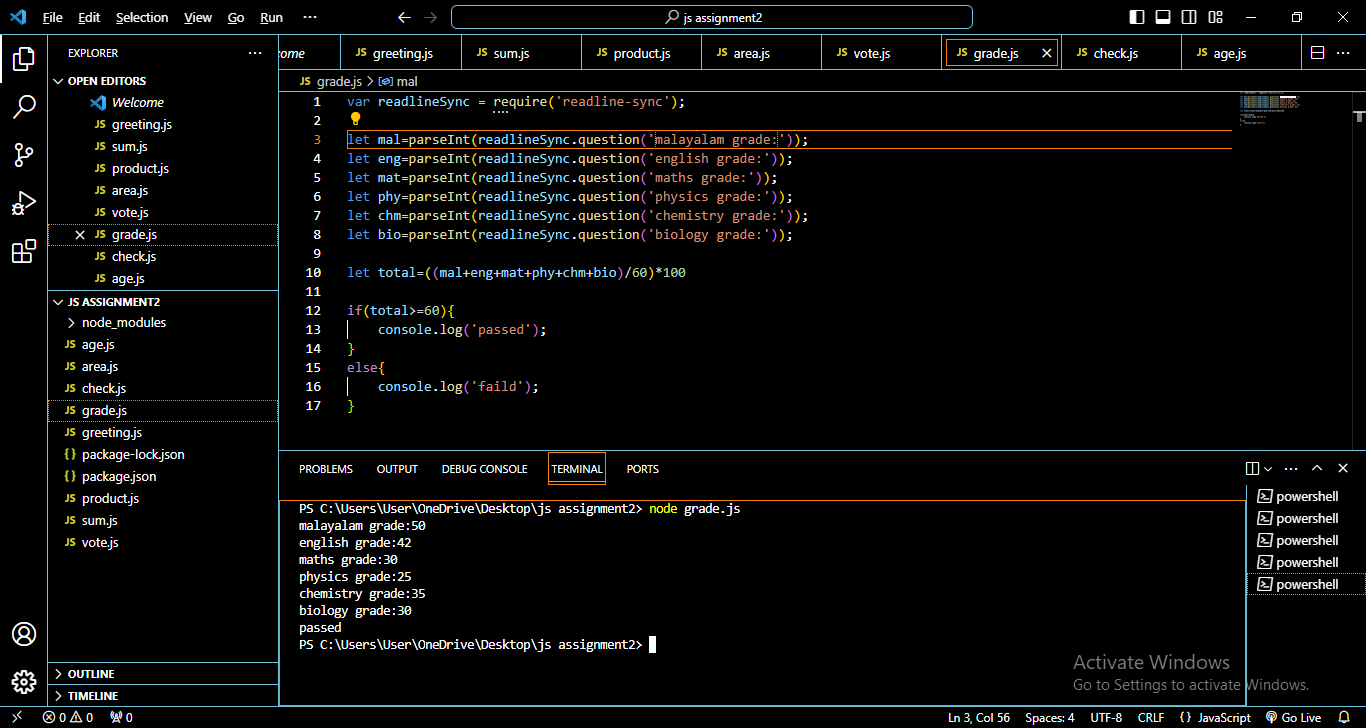 File Edit Selection View Go Run ··· js assignment2
EXPLORER ···
OPEN EDITORS
Welcome
JS greeting.js
JS sum.js
JS product.js
JS area.js
JS vote.js
JS grade.js
JS check.js
JS age.js
JS ASSIGNMENT2
node_modules
JS age.js
JS area.js
JS check.js
JS grade.js
JS greeting.js
{} package-lock.json
{} package.json
JS product.js
JS sum.js
JS vote.js
OUTLINE
TIMELINE
ome JS greeting.js JS sum.js JS product.js JS area.js JS vote.js JS grade.js JS check.js JS age.js ···
JS grade.js > mal
1 var readlineSync = require('readline-sync');
2
3 let mal=parseInt(readlineSync.question('malayalam grade:'));
4 let eng=parseInt(readlineSync.question('english grade:'));
5 let mat=parseInt(readlineSync.question('maths grade:'));
6 let phy=parseInt(readlineSync.question('physics grade:'));
7 let chm=parseInt(readlineSync.question('chemistry grade:'));
8 let bio=parseInt(readlineSync.question('biology grade:'));
9
10 let total=((mal+eng+mat+phy+chm+bio)/60)*100
11
12 if(total>=60){
13 console.log('passed');
14 }
15 else{
16 console.log('faild');
17 }
PROBLEMS OUTPUT DEBUG CONSOLE TERMINAL PORTS
PS C:\Users\User\OneDrive\Desktop\js assignment2> node grade.js
malayalam grade:50
english grade:42
maths grade:30
physics grade:25
chemistry grade:35
biology grade:30
passed
PS C:\Users\User\OneDrive\Desktop\js assignment2>
powershell
powershell
powershell
powershell
powershell
Activate Windows
Go to Settings to activate Windows.
0 0 0 Ln 3, Col 56 Spaces: 4 UTF-8 CRLF {} JavaScript Go Live